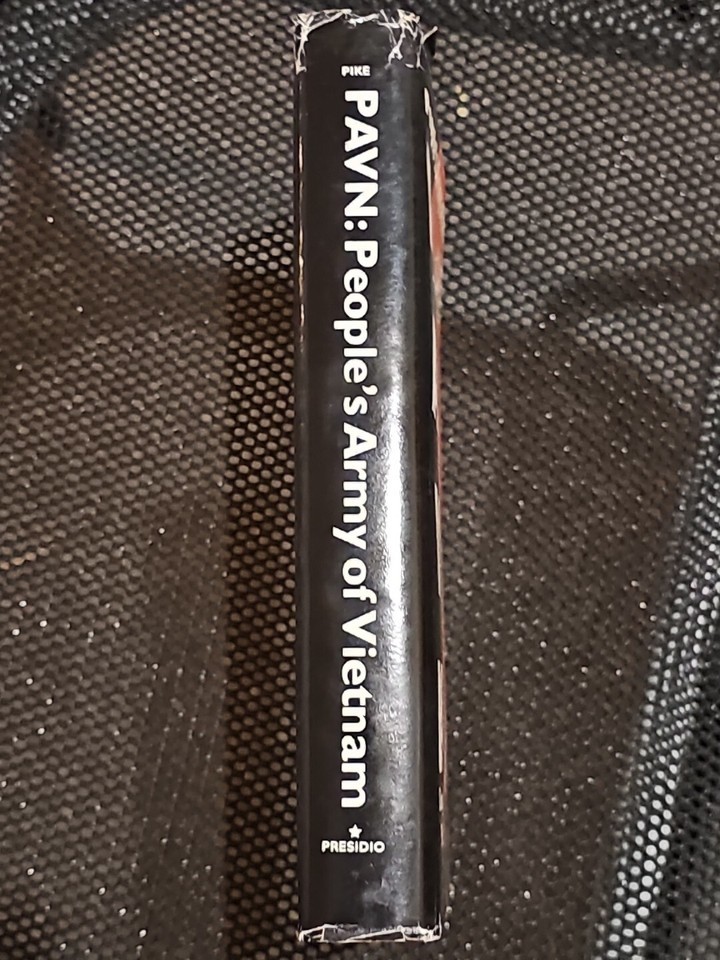 PIKE
PAVN: People's Army of Vietnam
PRESIDIO